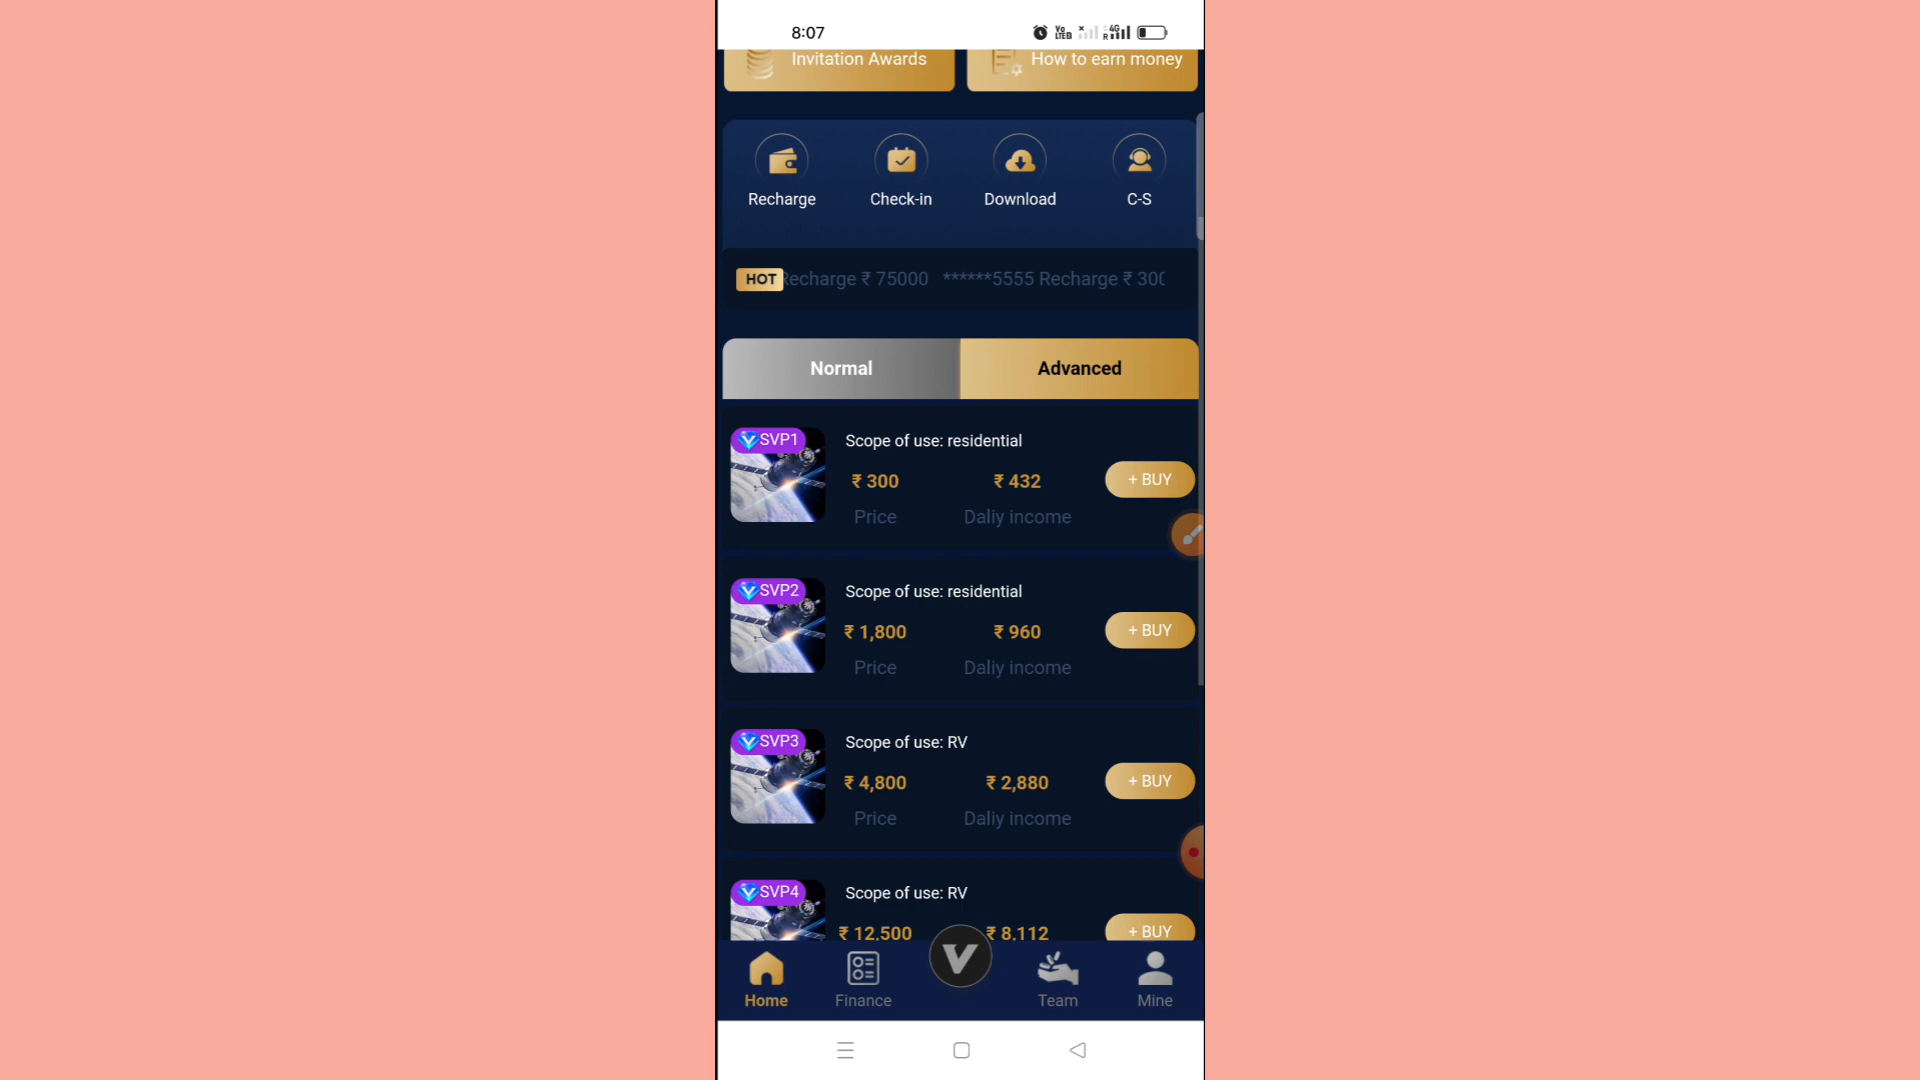 8:07
Vo
LTE
4G
R
Invitation Awards
How to earn money
Recharge
Check-in
Download
C-S
HOT
Recharge ₹ 75000 ******5555 Recharge ₹ 300
Normal
Advanced
SVP1
Scope of use: residential
₹ 300
₹ 432
+ BUY
Price
Daliy income
SVP2
Scope of use: residential
₹ 1,800
₹ 960
+ BUY
Price
Daliy income
SVP3
Scope of use: RV
₹ 4,800
₹ 2,880
+ BUY
Price
Daliy income
SVP4
Scope of use: RV
₹ 12,500
₹ 8,112
+ BUY
V
Home
Finance
Team
Mine